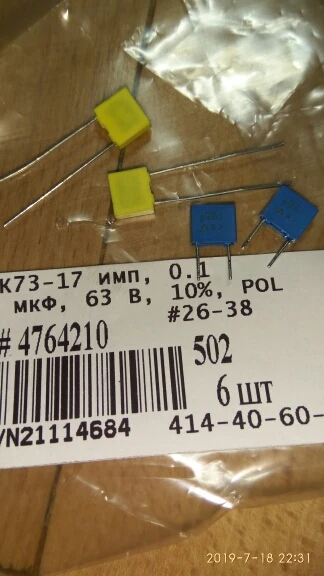 К73-17 имп, 0.1
мкФ, 63 В, 10%, POL
#26-38
# 4764210
502
6 шт
/N21114684
414-40-60-
2019-7-18 22:31